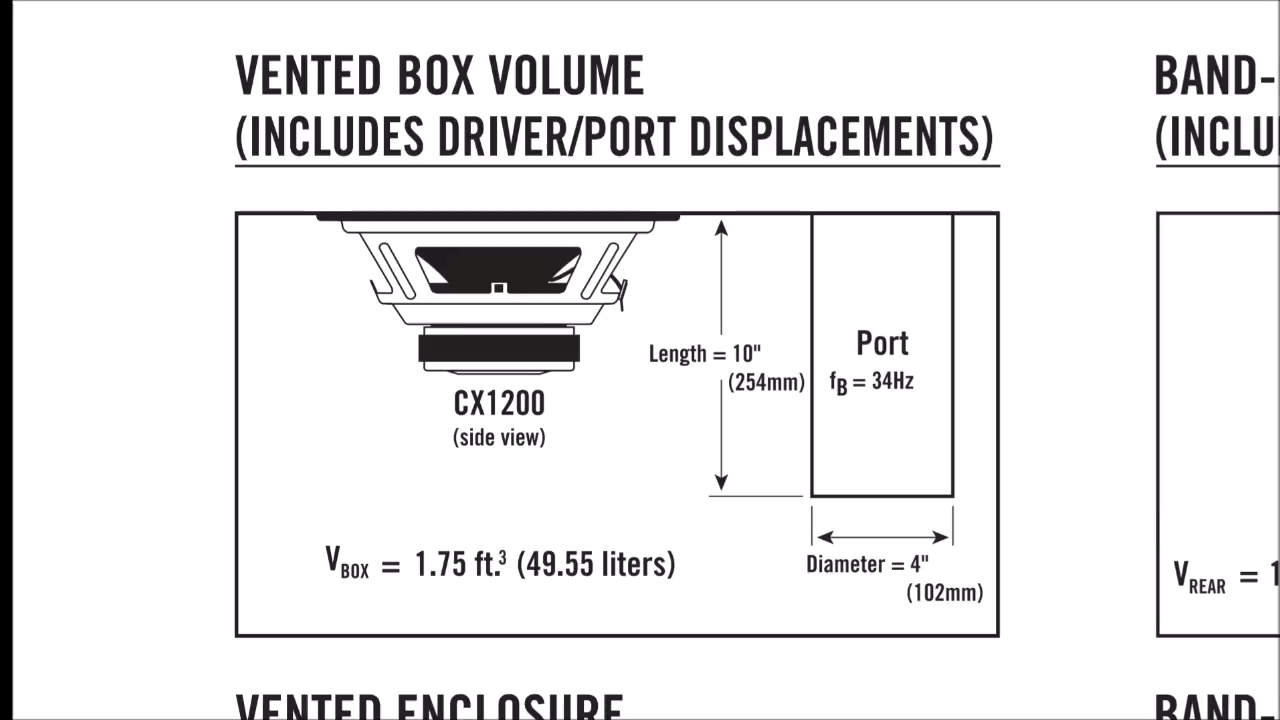 VENTED BOX VOLUME
(INCLUDES DRIVER/PORT DISPLACEMENTS)
Length = 10"
(254mm)
Port
fB = 34Hz
CX1200
(side view)
VBOX = 1.75 ft.³ (49.55 liters)
Diameter = 4"
(102mm)
VENTED ENCLOSURE
BAND-
(INCLU
VREAR = 1
BAND-